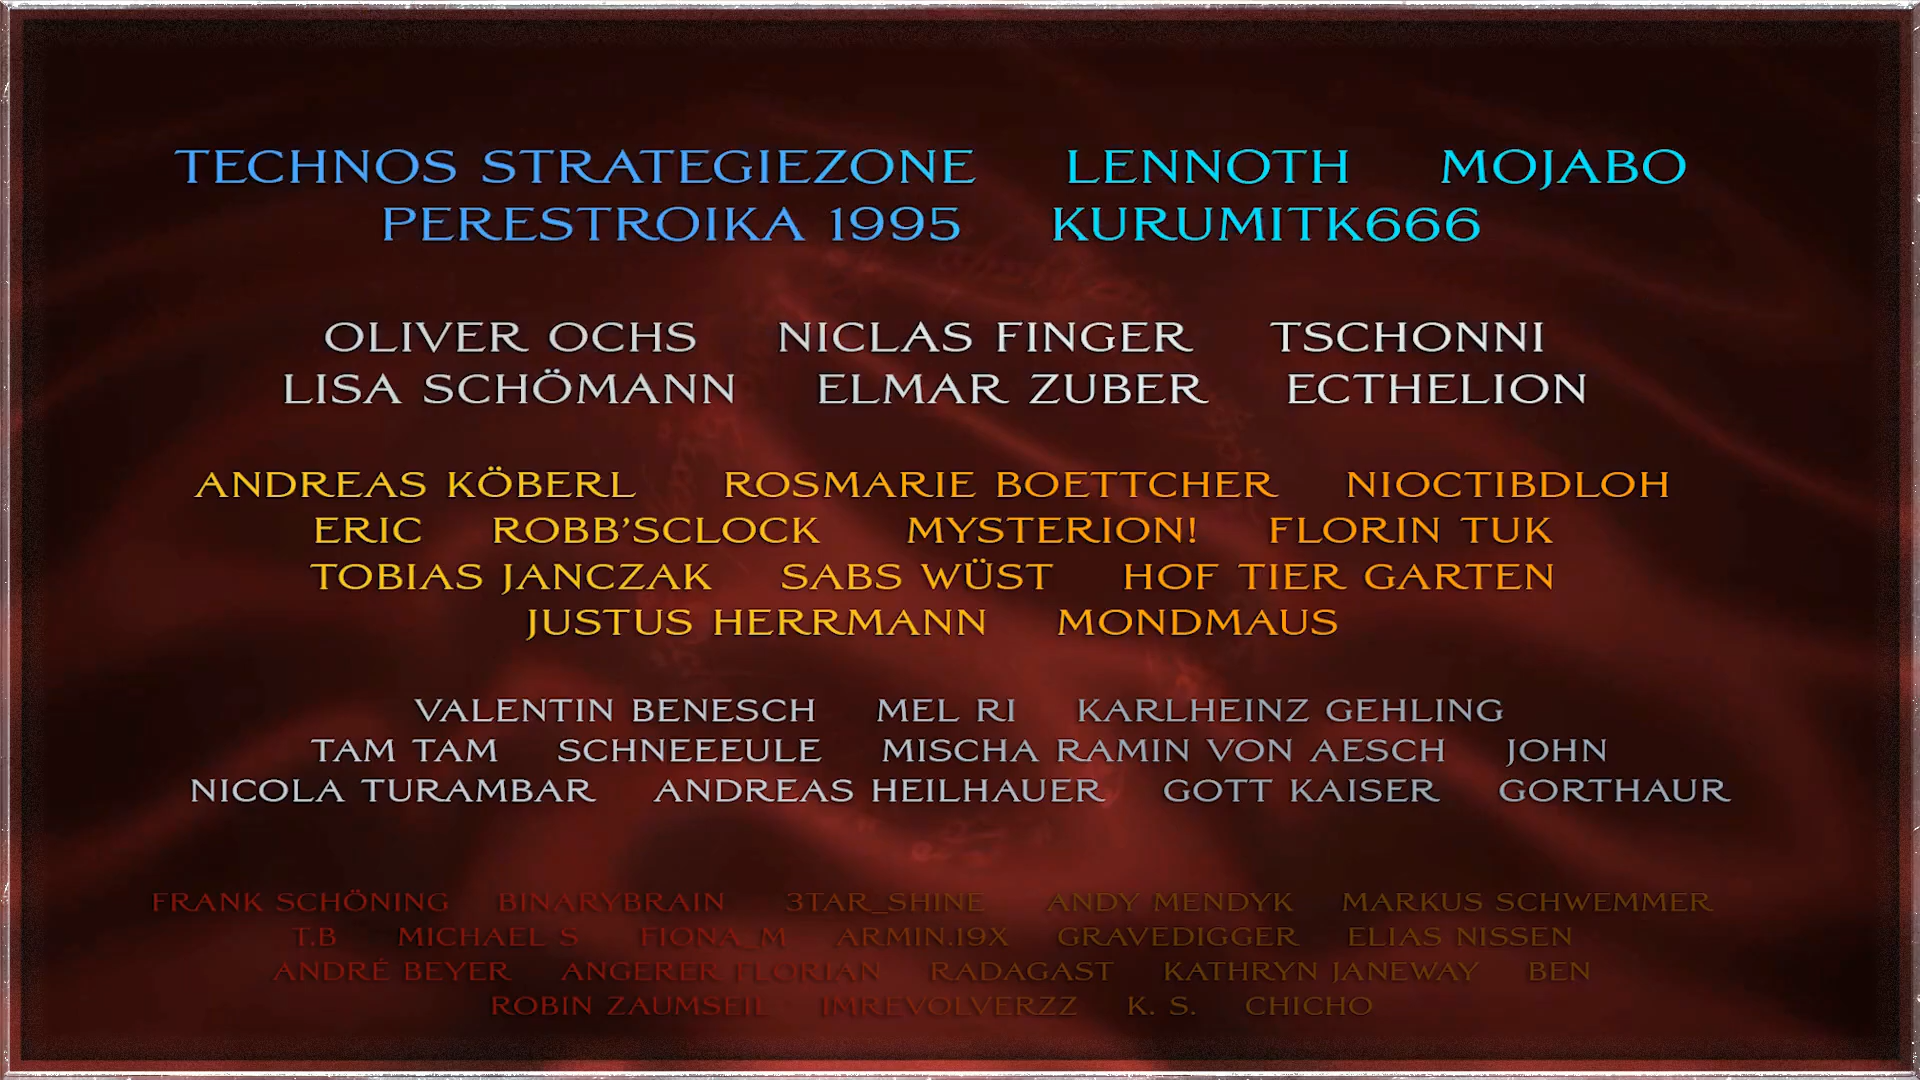 TECHNOS STRATEGIEZONE LENNOTH MOJABO
PERESTROIKA 1995 KURUMITK666
OLIVER OCHS NICLAS FINGER TSCHONNI
LISA SCHÖMANN ELMAR ZUBER ECTHELION
ANDREAS KÖBERL ROSMARIE BOETTCHER NIOCTIBDLOH
ERIC ROBB'SCLOCK MYSTERION! FLORIN TUK
TOBIAS JANCZAK SABS WÜST HOF TIER GARTEN
JUSTUS HERRMANN MONDMAUS
VALENTIN BENESCH MEL RI KARLHEINZ GEHLING
TAM TAM SCHNEEEULE MISCHA RAMIN VON AESCH JOHN
NICOLA TURAMBAR ANDREAS HEILHAUER GOTT KAISER GORTHAUR
FRANK SCHÖNING BINARYBRAIN 3TAR_SHINE ANDY MENDYK MARKUS SCHWEMMER
T.B MICHAEL S FIONA_M ARMIN.19X GRAVEDIGGER ELIAS NISSEN
ANDRÉ BEYER ANGERER FLORIAN RADAGAST KATHRYN JANEWAY BEN
ROBIN ZAUMSEIL IMREVOLVERZZ K. S. CHICHO